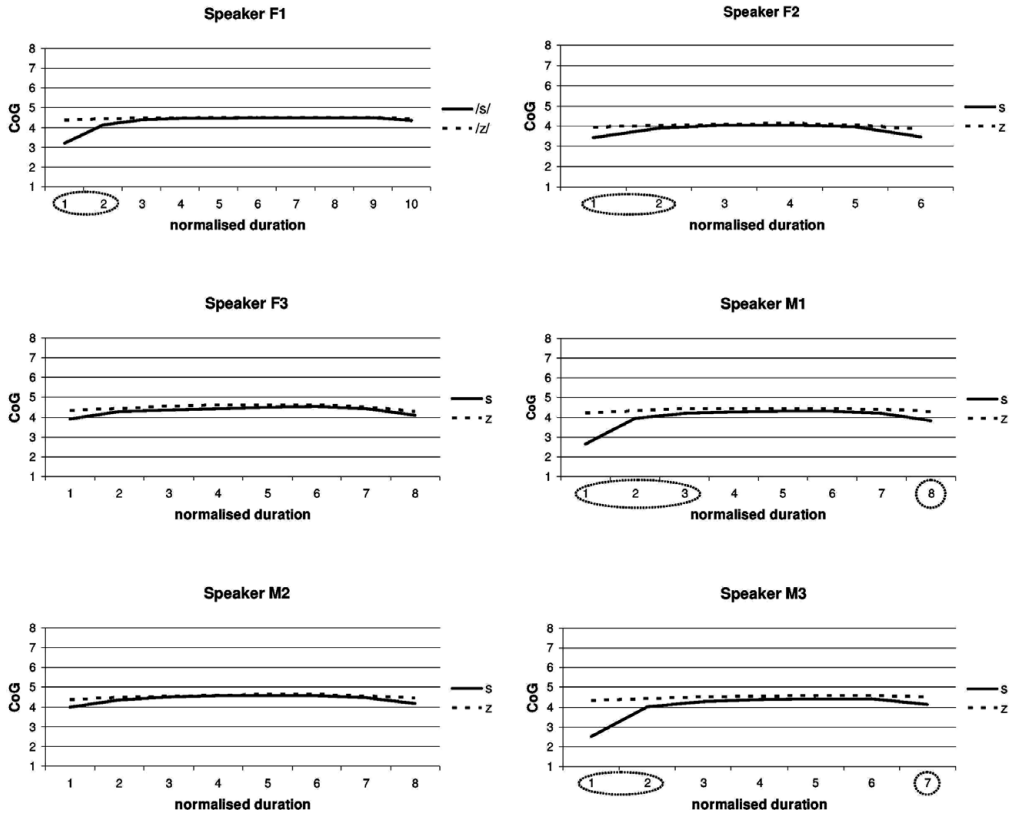 Speaker F1
8
7
6
5
4
3
2
1
CoG
/s/
/z/
1 2 3 4 5 6 7 8 9 10
normalised duration
Speaker F2
8
7
6
5
4
3
2
1
CoG
s
z
1 2 3 4 5 6
normalised duration
Speaker F3
8
7
6
5
4
3
2
1
CoG
s
z
1 2 3 4 5 6 7 8
normalised duration
Speaker M1
8
7
6
5
4
3
2
1
CoG
s
z
1 2 3 4 5 6 7 8
normalised duration
Speaker M2
8
7
6
5
4
3
2
1
CoG
s
z
1 2 3 4 5 6 7 8
normalised duration
Speaker M3
8
7
6
5
4
3
2
1
CoG
s
z
1 2 3 4 5 6 7
normalised duration